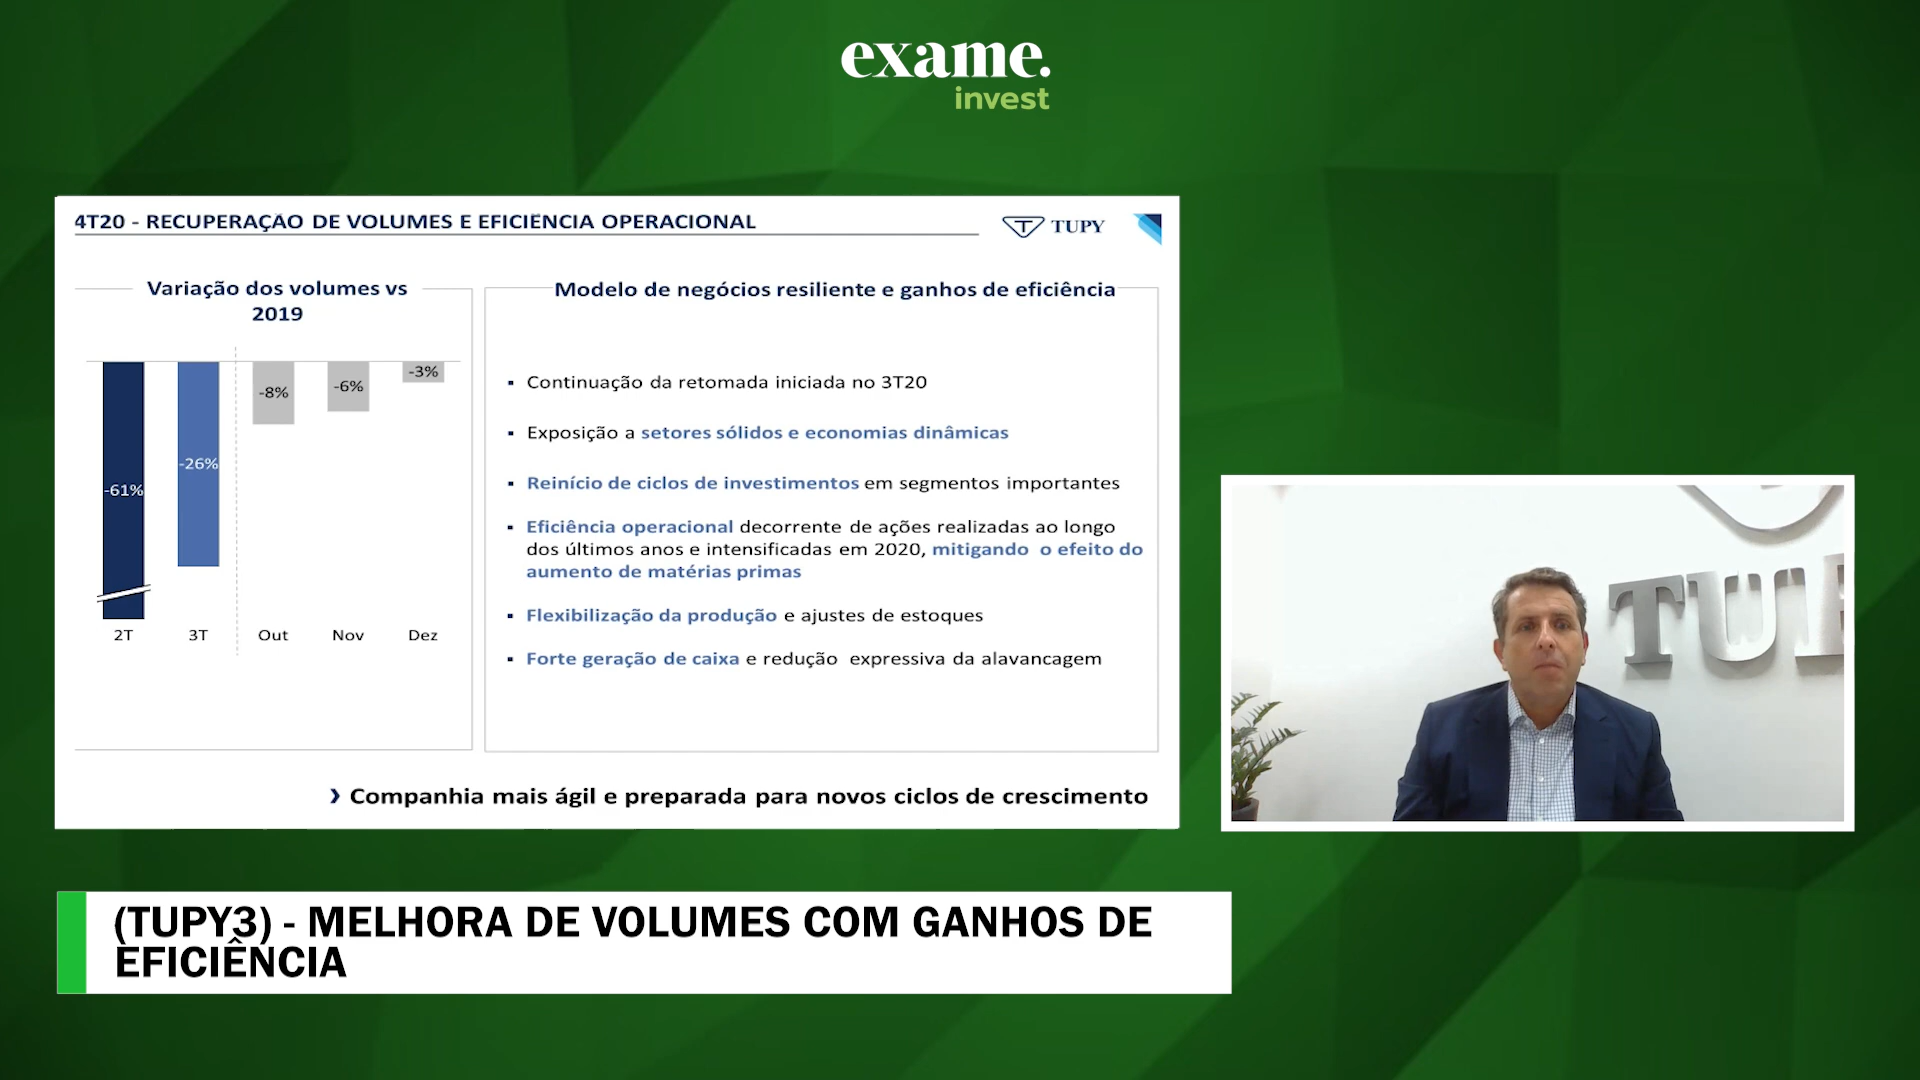 exame.
invest
4T20 - RECUPERAÇÃO DE VOLUMES E EFICIÊNCIA OPERACIONAL
TUPY
Variação dos volumes vs
2019
-61%
-26%
-8%
-6%
-3%
2T
3T
Out
Nov
Dez
Modelo de negócios resiliente e ganhos de eficiência
▪ Continuação da retomada iniciada no 3T20
▪ Exposição a setores sólidos e economias dinâmicas
▪ Reinício de ciclos de investimentos em segmentos importantes
▪ Eficiência operacional decorrente de ações realizadas ao longo
dos últimos anos e intensificadas em 2020, mitigando o efeito do
aumento de matérias primas
▪ Flexibilização da produção e ajustes de estoques
▪ Forte geração de caixa e redução expressiva da alavancagem
❯ Companhia mais ágil e preparada para novos ciclos de crescimento
TUP
(TUPY3) - MELHORA DE VOLUMES COM GANHOS DE
EFICIÊNCIA